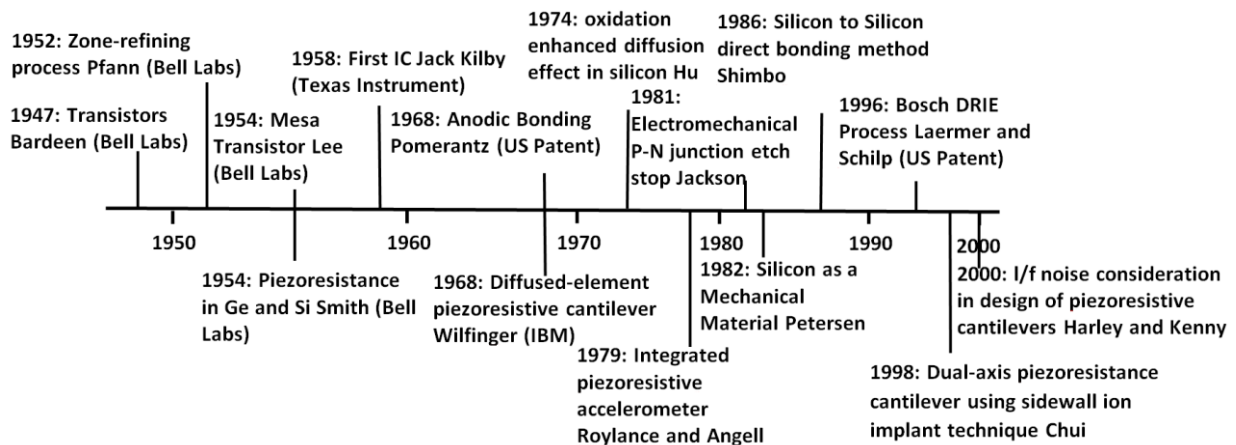 1952: Zone-refining
process Pfann (Bell Labs)
1947: Transistors
Bardeen (Bell Labs)
1954: Mesa
Transistor Lee
(Bell Labs)
1958: First IC Jack Kilby
(Texas Instrument)
1968: Anodic Bonding
Pomerantz (US Patent)
1974: oxidation
enhanced diffusion
effect in silicon Hu
1981:
Electromechanical
P-N junction etch
stop Jackson
1986: Silicon to Silicon
direct bonding method
Shimbo
1996: Bosch DRIE
Process Laermer and
Schilp (US Patent)
1950
1960
1970
1980
1990
2000
1954: Piezoresistance
in Ge and Si Smith (Bell
Labs)
1968: Diffused-element
piezoresistive cantilever
Wilfinger (IBM)
1979: Integrated
piezoresistive
accelerometer
Roylance and Angell
1982: Silicon as a
Mechanical
Material Petersen
2000: l/f noise consideration
in design of piezoresistive
cantilevers Harley and Kenny
1998: Dual-axis piezoresistance
cantilever using sidewall ion
implant technique Chui